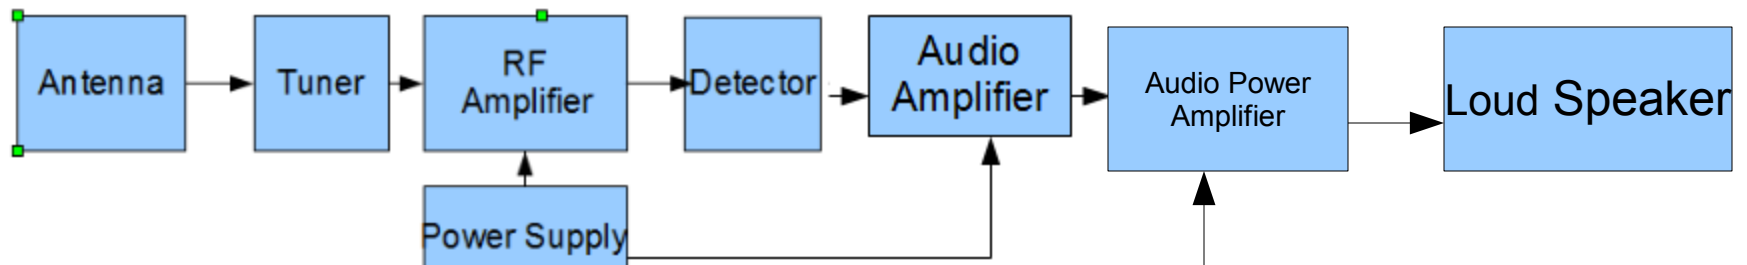 Antenna
Tuner
RF
Amplifier
Detector
Audio
Amplifier
Audio Power
Amplifier
Loud Speaker
Power Supply